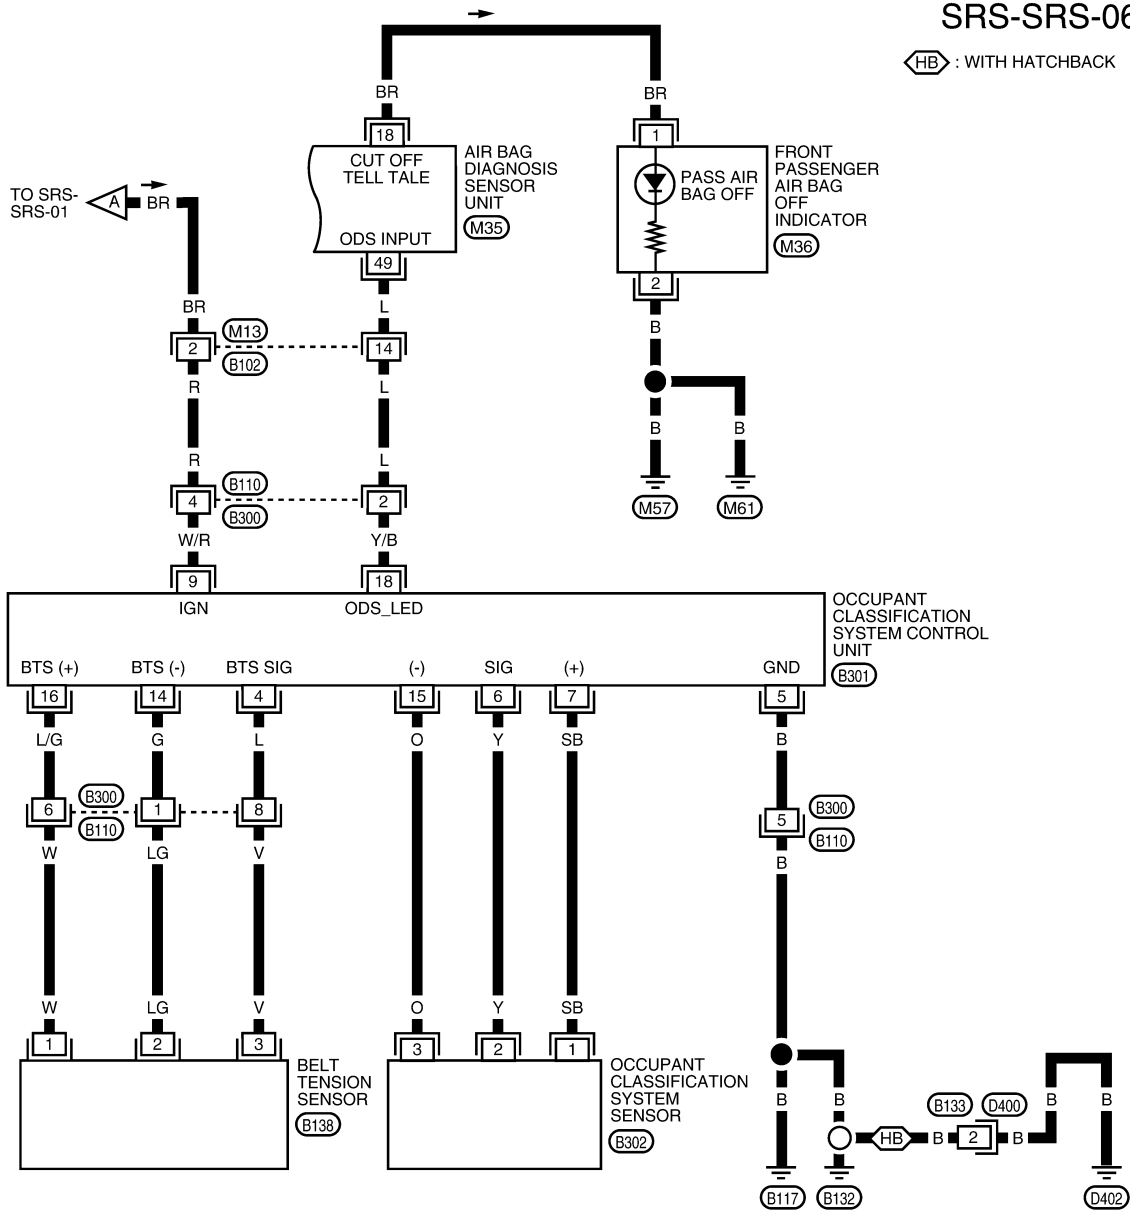 SRS-SRS-06
HB : WITH HATCHBACK
BR
BR
18
1
CUT OFF
TELL TALE
ODS INPUT
49
AIR BAG
DIAGNOSIS
SENSOR
UNIT
M35
PASS AIR
BAG OFF
2
FRONT
PASSENGER
AIR BAG
OFF
INDICATOR
M36
TO SRS-
SRS-01
A
BR
BR
L
B
2
M13
B102
14
R
L
B
B
R
L
M57
M61
4
B110
B300
2
W/R
Y/B
9
18
IGN
ODS_LED
OCCUPANT
CLASSIFICATION
SYSTEM CONTROL
UNIT
B301
BTS (+)
BTS (-)
BTS SIG
(-)
SIG
(+)
GND
16
14
4
15
6
7
5
L/G
G
L
O
Y
SB
B
6
B300
B110
1
8
5
B300
B110
W
LG
V
B
W
LG
V
O
Y
SB
1
2
3
3
2
1
BELT
TENSION
SENSOR
B138
OCCUPANT
CLASSIFICATION
SYSTEM
SENSOR
B302
B
B
B133
D400
B
B
HB
B
2
B
B117
B132
D402